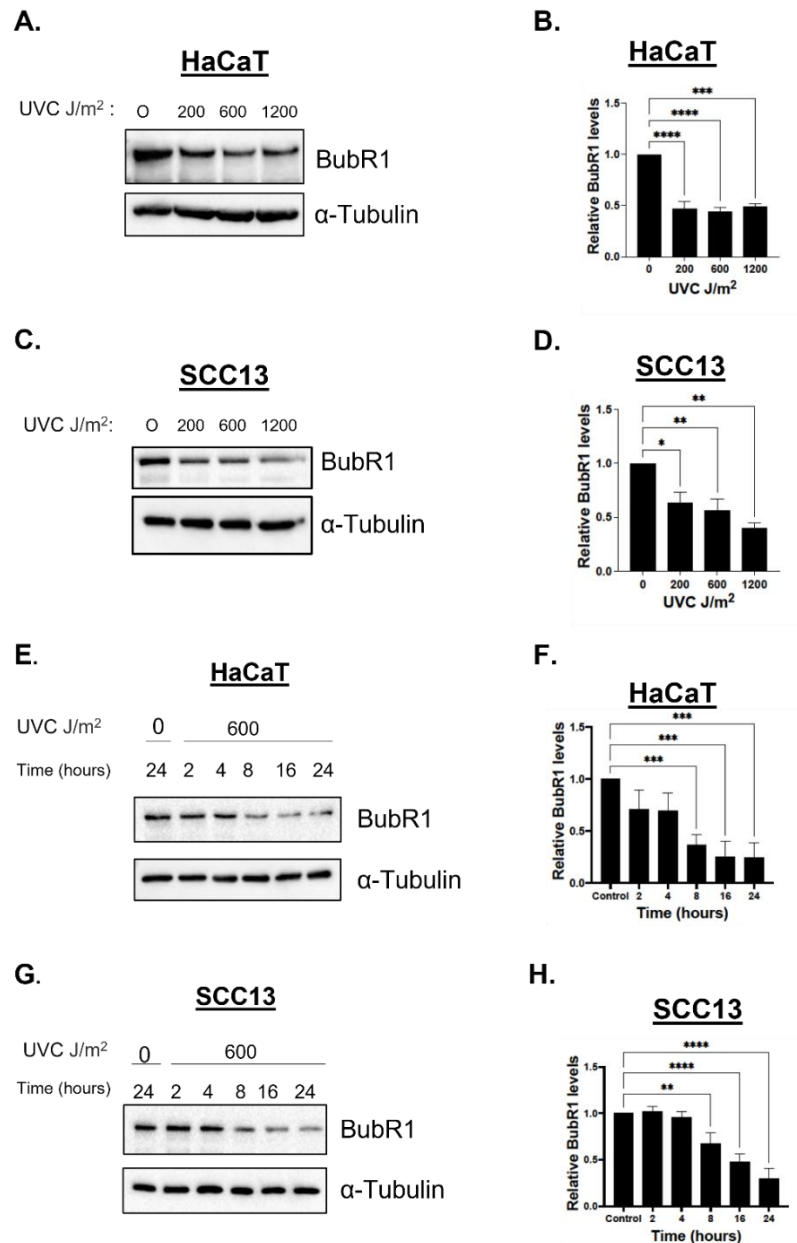 A.
HaCaT
UVC J/m² : O 200 600 1200
BubR1
α-Tubulin
B.
HaCaT
Relative BubR1 levels
1.5
1.0
0.5
0.0
***
****
****
0 200 600 1200
UVC J/m²
C.
SCC13
UVC J/m²: O 200 600 1200
BubR1
α-Tubulin
D.
SCC13
Relative BubR1 levels
1.5
1.0
0.5
0.0
**
**
*
0 200 600 1200
UVC J/m²
E.
HaCaT
UVC J/m² 0 600
Time (hours) 24 2 4 8 16 24
BubR1
α-Tubulin
F.
HaCaT
Relative BubR1 levels
1.5
1.0
0.5
0.0
***
***
***
Control 2 4 8 16 24
Time (hours)
G.
SCC13
UVC J/m² 0 600
Time (hours) 24 2 4 8 16 24
BubR1
α-Tubulin
H.
SCC13
Relative BubR1 levels
1.5
1.0
0.5
0.0
****
****
**
Control 2 4 8 16 24
Time (hours)